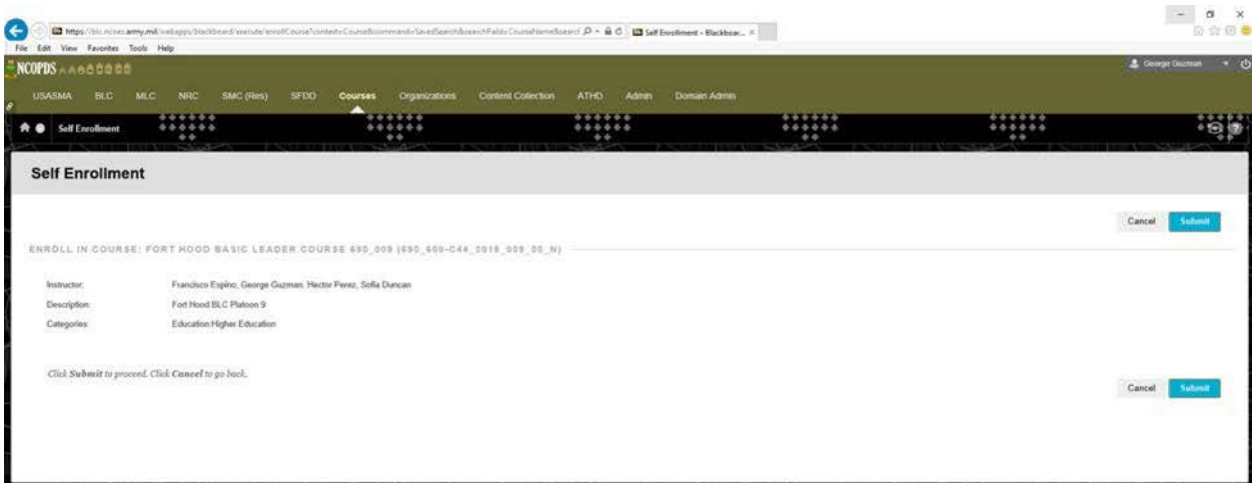 Self Enrollment - Blackboar...
File Edit View Favorites Tools Help
NCOPDS
George Guzman
USASMA BLC MLC NRC SMC (Res) SFDD Courses Organizations Content Collection ATHD Admin Domain Admin
Self Enrollment
Self Enrollment
Cancel Submit
ENROLL IN COURSE: FORT HOOD BASIC LEADER COURSE
Instructor: Francisco Espino, George Guzman, Hector Perez, Sofia Duncan
Description: Fort Hood BLC Platoon 9
Categories: Education:Higher Education
Click Submit to proceed. Click Cancel to go back.
Cancel Submit